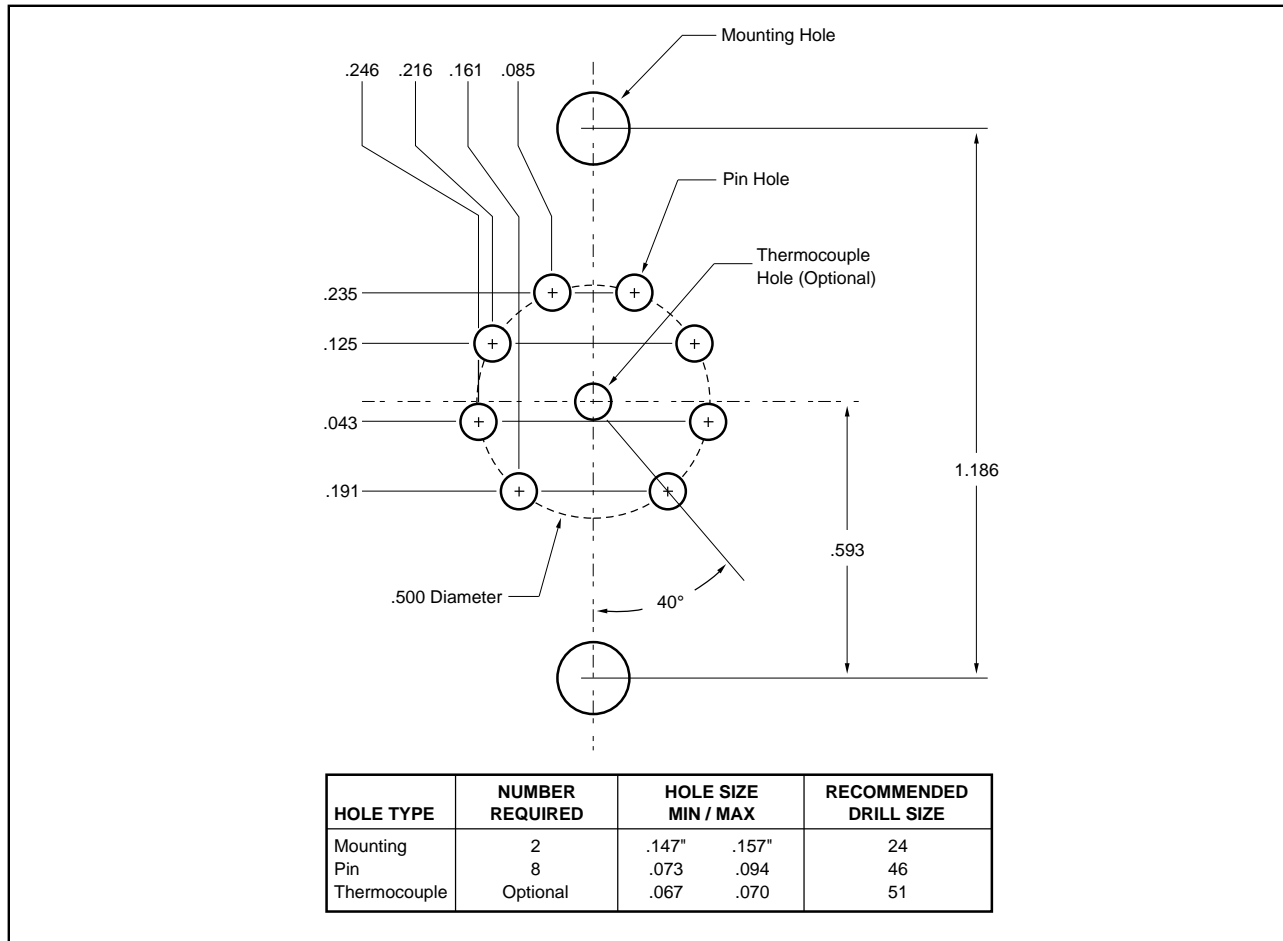 Mounting Hole
.246 .216 .161 .085
Pin Hole
Thermocouple
Hole (Optional)
.235
.125
.043
.191
1.186
.593
.500 Diameter
40°
HOLE TYPE NUMBER REQUIRED HOLE SIZE MIN / MAX RECOMMENDED DRILL SIZE
Mounting 2 .147" .157" 24
Pin 8 .073 .094 46
Thermocouple Optional .067 .070 51